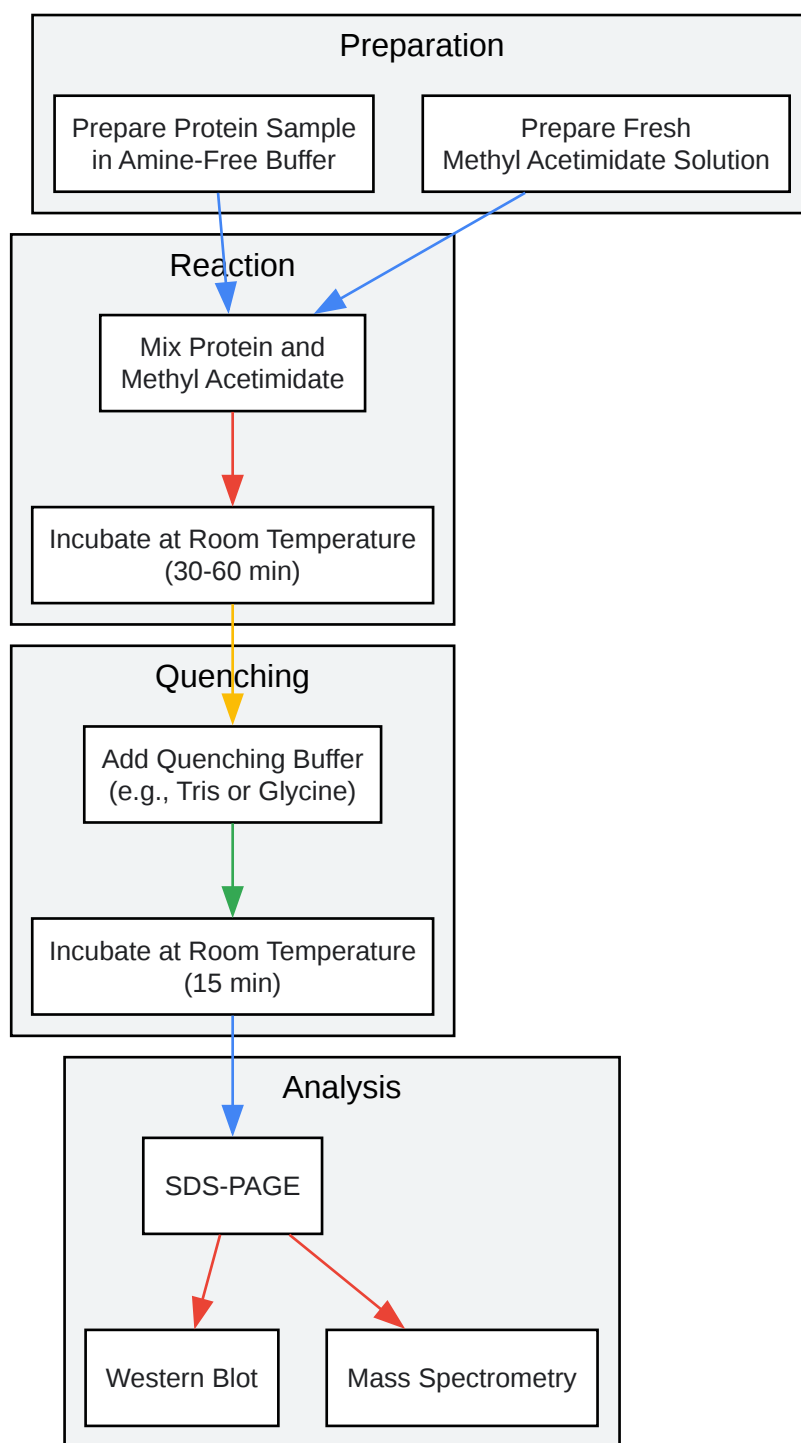 Preparation
Prepare Protein Sample
in Amine-Free Buffer
Prepare Fresh
Methyl Acetimidate Solution
Reaction
Mix Protein and
Methyl Acetimidate
Incubate at Room Temperature
(30-60 min)
Quenching
Add Quenching Buffer
(e.g., Tris or Glycine)
Incubate at Room Temperature
(15 min)
Analysis
SDS-PAGE
Western Blot
Mass Spectrometry